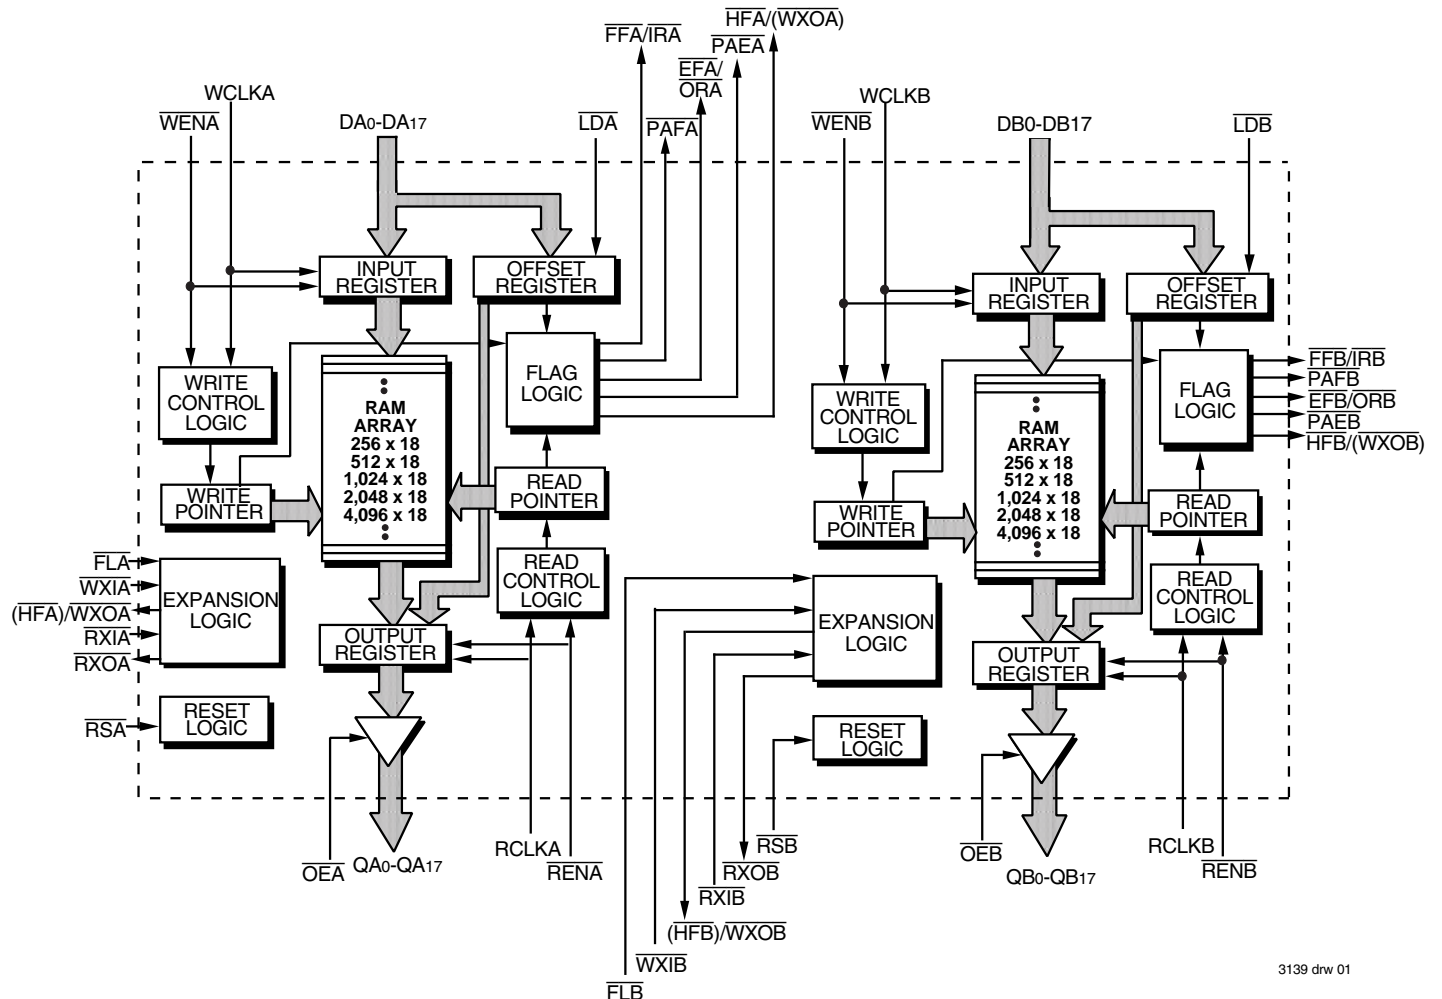 HFA/(WXOA)
FFA/IRA
PAEA
EFA/
ORA
WCLKA
WENA
DA0-DA17
LDA
PAFA
WCLKB
WENB
DB0-DB17
LDB
INPUT
REGISTER
OFFSET
REGISTER
INPUT
REGISTER
OFFSET
REGISTER
WRITE
CONTROL
LOGIC
RAM
ARRAY
256 x 18
512 x 18
1,024 x 18
2,048 x 18
4,096 x 18
FLAG
LOGIC
WRITE
CONTROL
LOGIC
RAM
ARRAY
256 x 18
512 x 18
1,024 x 18
2,048 x 18
4,096 x 18
FLAG
LOGIC
FFB/IRB
PAFB
EFB/ORB
PAEB
HFB/(WXOB)
WRITE
POINTER
READ
POINTER
WRITE
POINTER
READ
POINTER
FLA
WXIA
(HFA)/WXOA
RXIA
RXOA
EXPANSION
LOGIC
READ
CONTROL
LOGIC
EXPANSION
LOGIC
READ
CONTROL
LOGIC
OUTPUT
REGISTER
OUTPUT
REGISTER
RSA
RESET
LOGIC
RESET
LOGIC
OEA
QA0-QA17
RCLKA
RENA
RSB
RXOB
RXIB
(HFB)/WXOB
WXIB
FLB
OEB
QB0-QB17
RCLKB
RENB
3139 drw 01